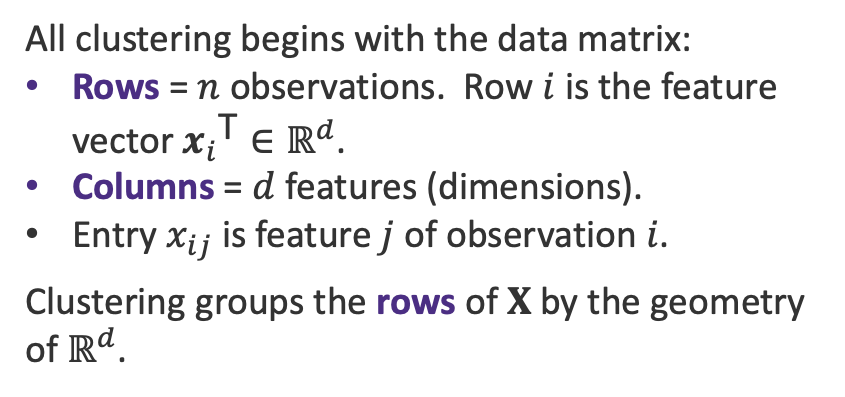 All clustering begins with the data matrix:
• Rows = n observations. Row i is the feature
vector xᵢᵀ ∈ ℝᵈ.
• Columns = d features (dimensions).
• Entry xᵢⱼ is feature j of observation i.
Clustering groups the rows of X by the geometry
of ℝᵈ.